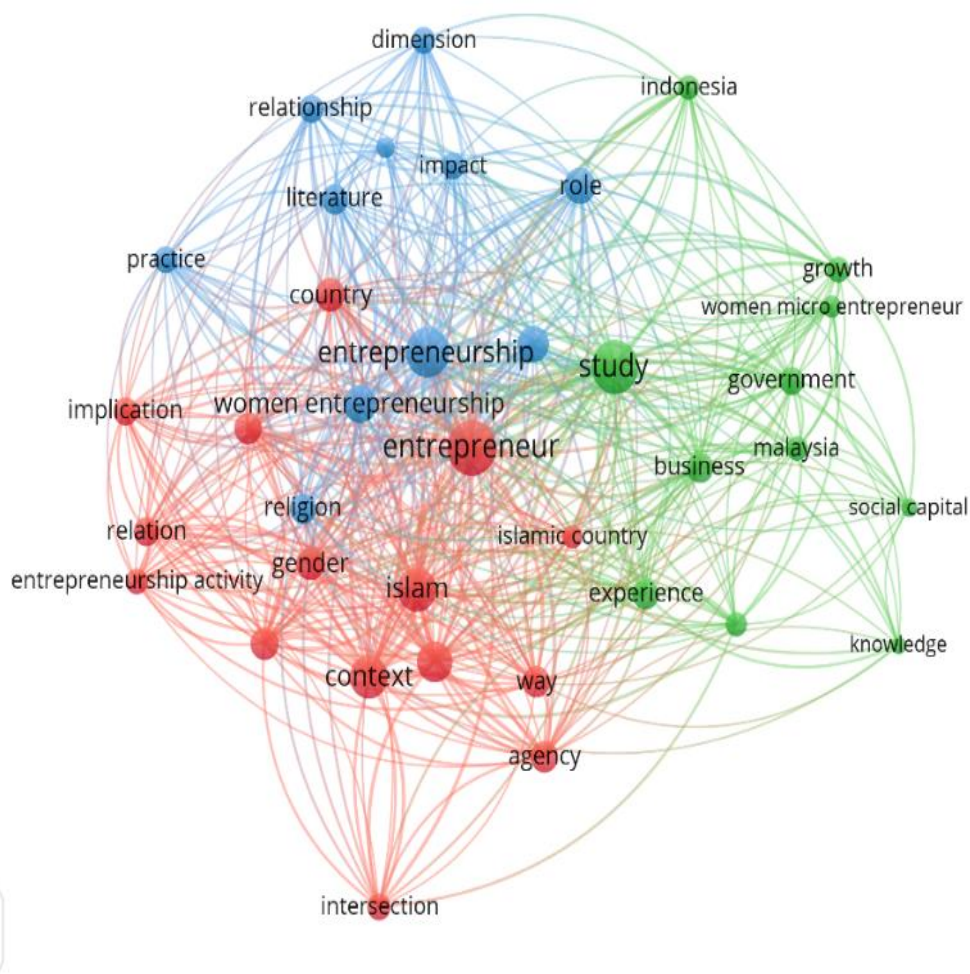 dimension
indonesia
relationship
impact
role
literature
practice
growth
country
women micro entrepreneur
entrepreneurship
study
government
implication
women entrepreneurship
entrepreneur
malaysia
business
religion
social capital
relation
islamic country
gender
entrepreneurship activity
islam
experience
knowledge
context
way
agency
intersection